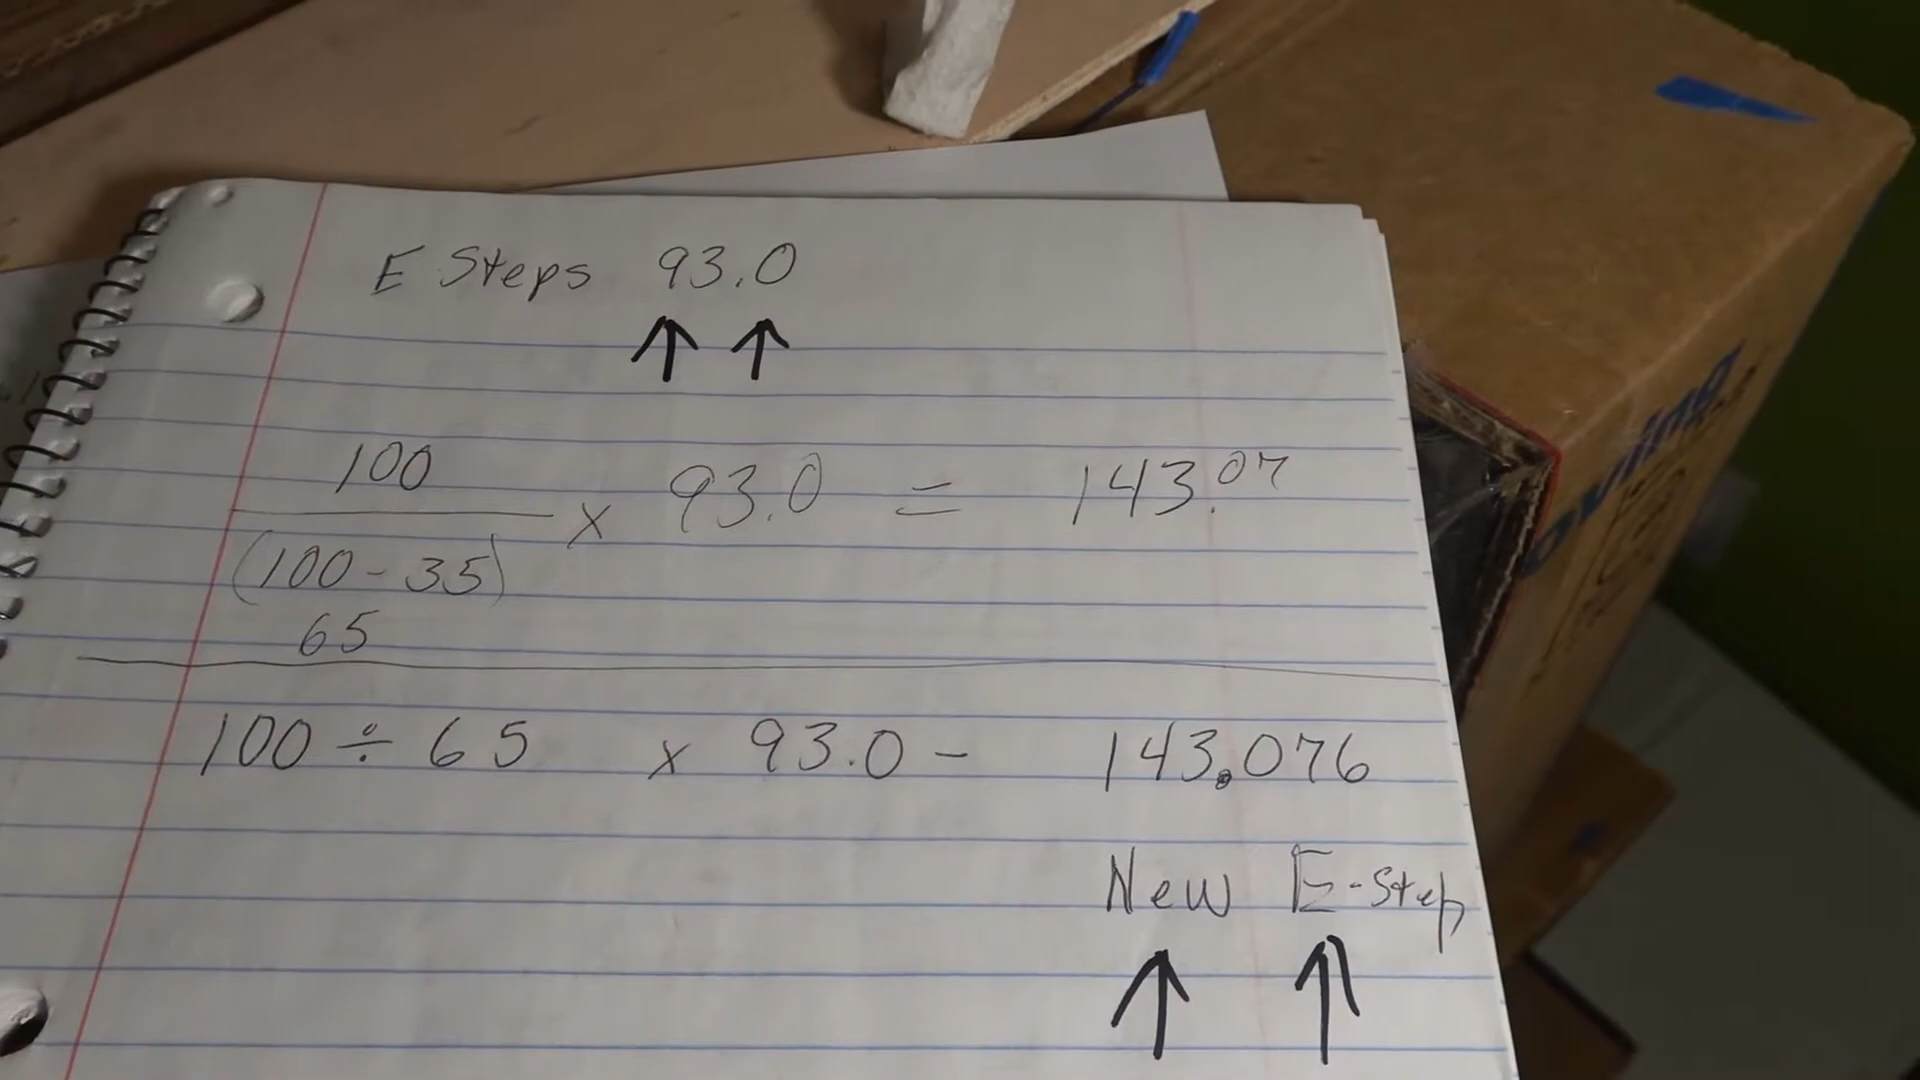 E Steps 93.0
100
x 93.0 = 143.07
(100 - 35)
65
100 ÷ 65 x 93.0 - 143.076
New E-Step